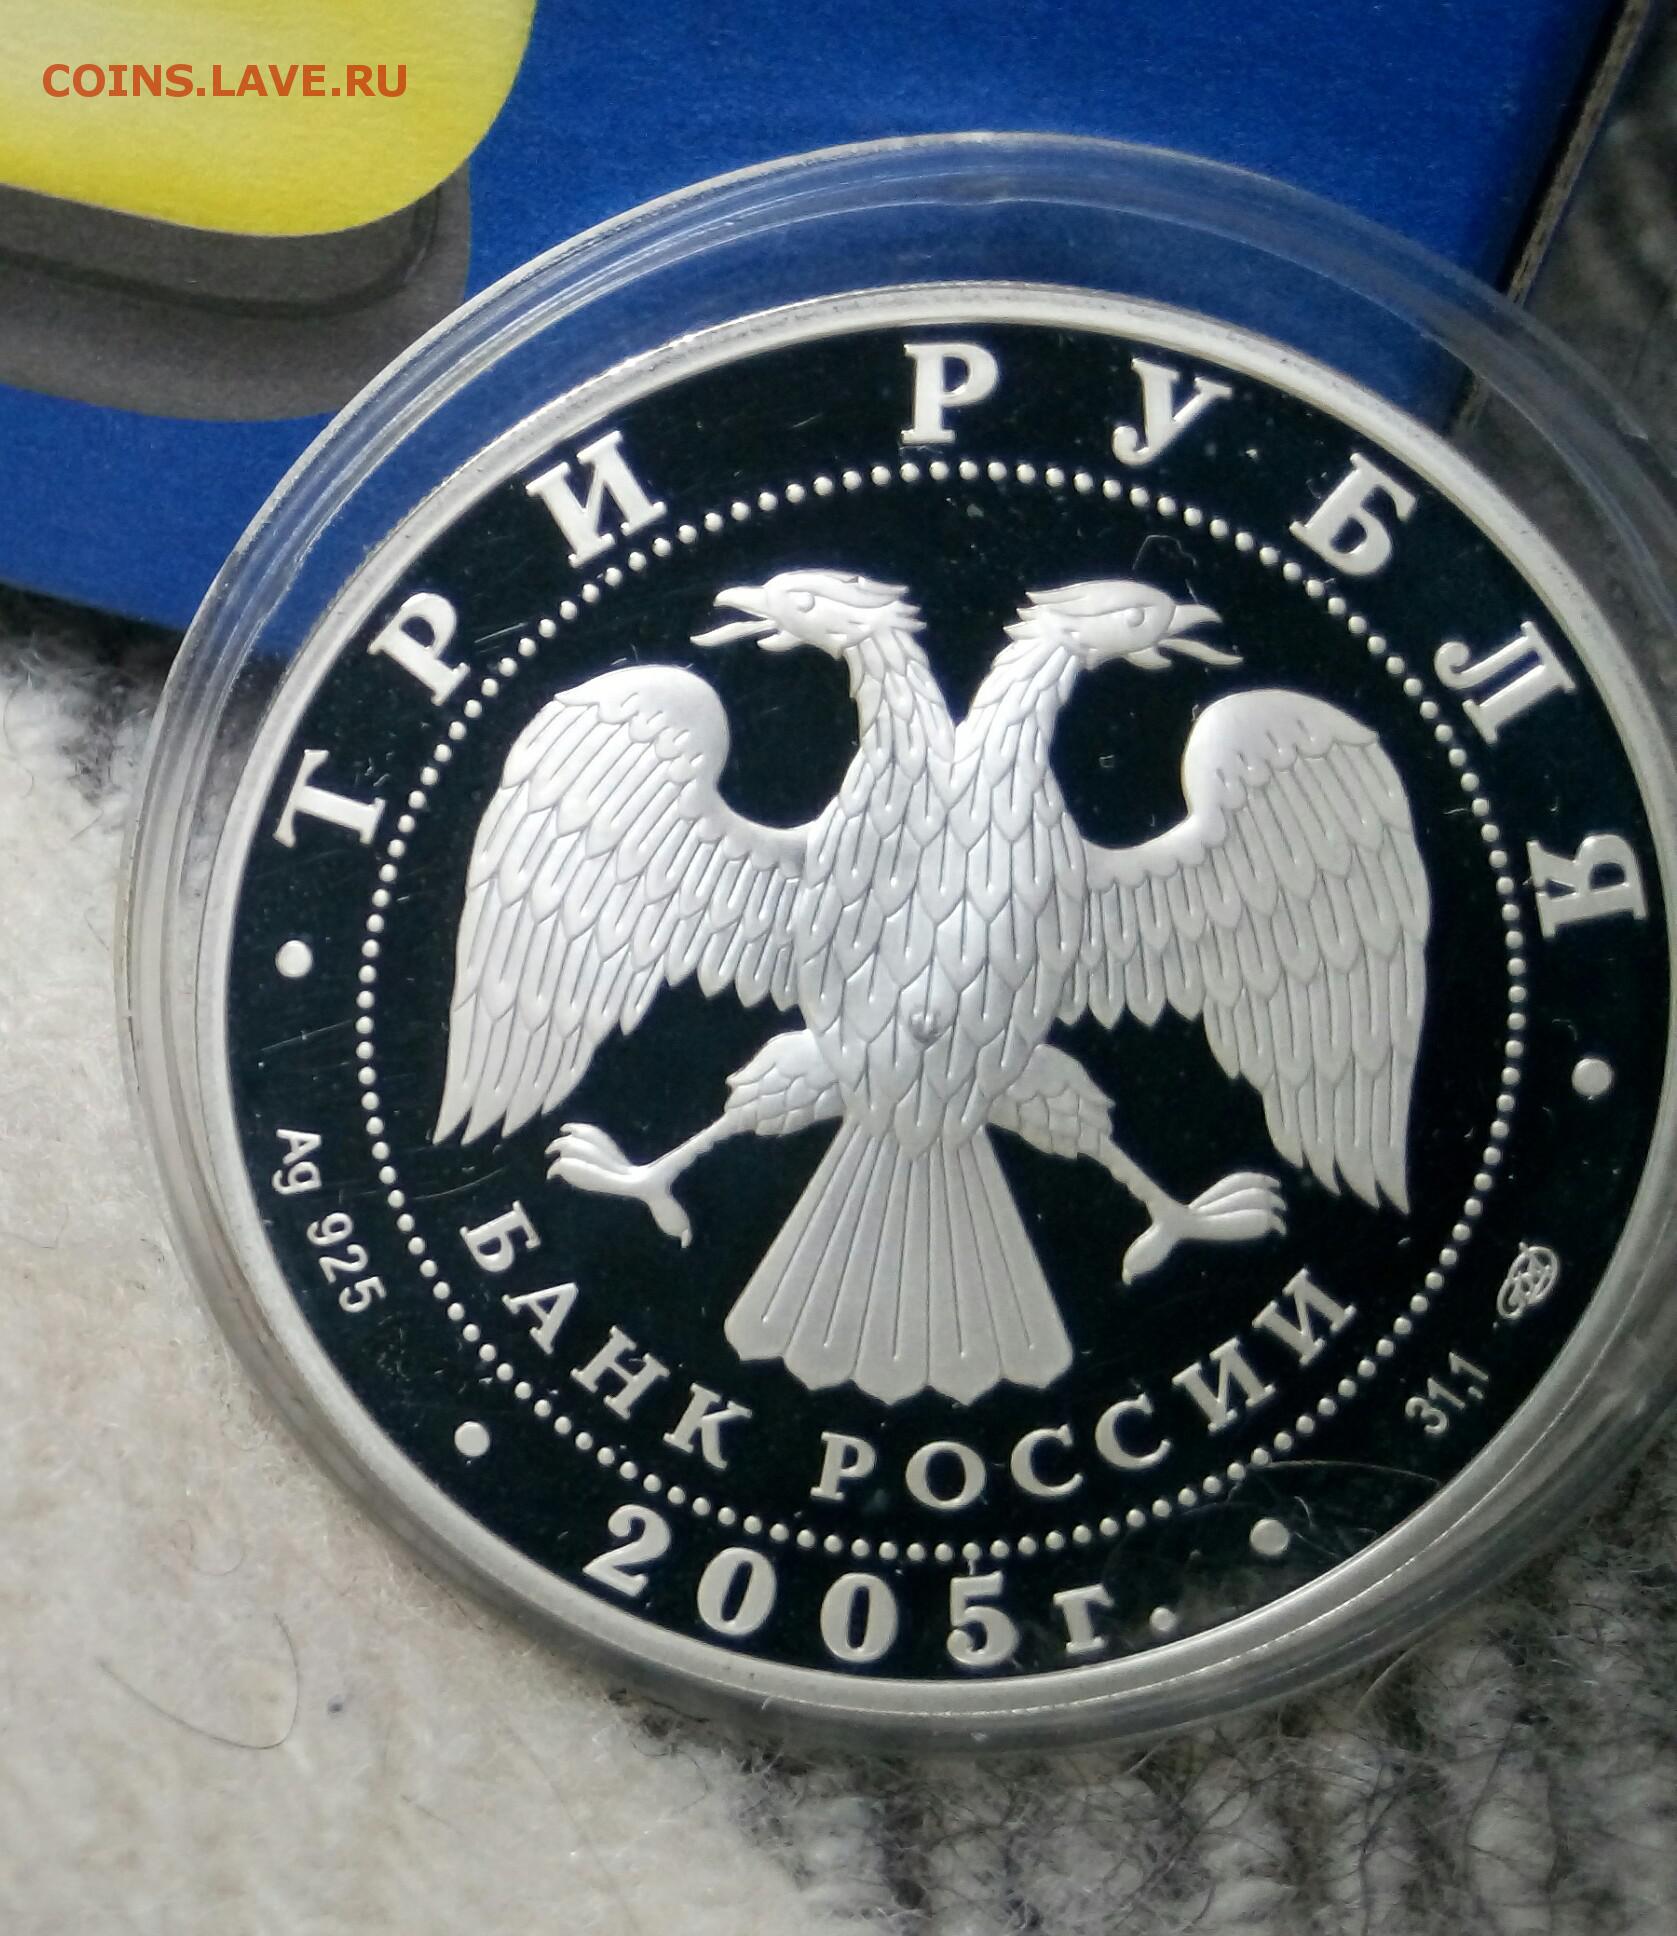 COINS.LAVE.RU
ТРИ РУБЛЯ
Ag 925
БАНК РОССИИ
31,1
2005г.